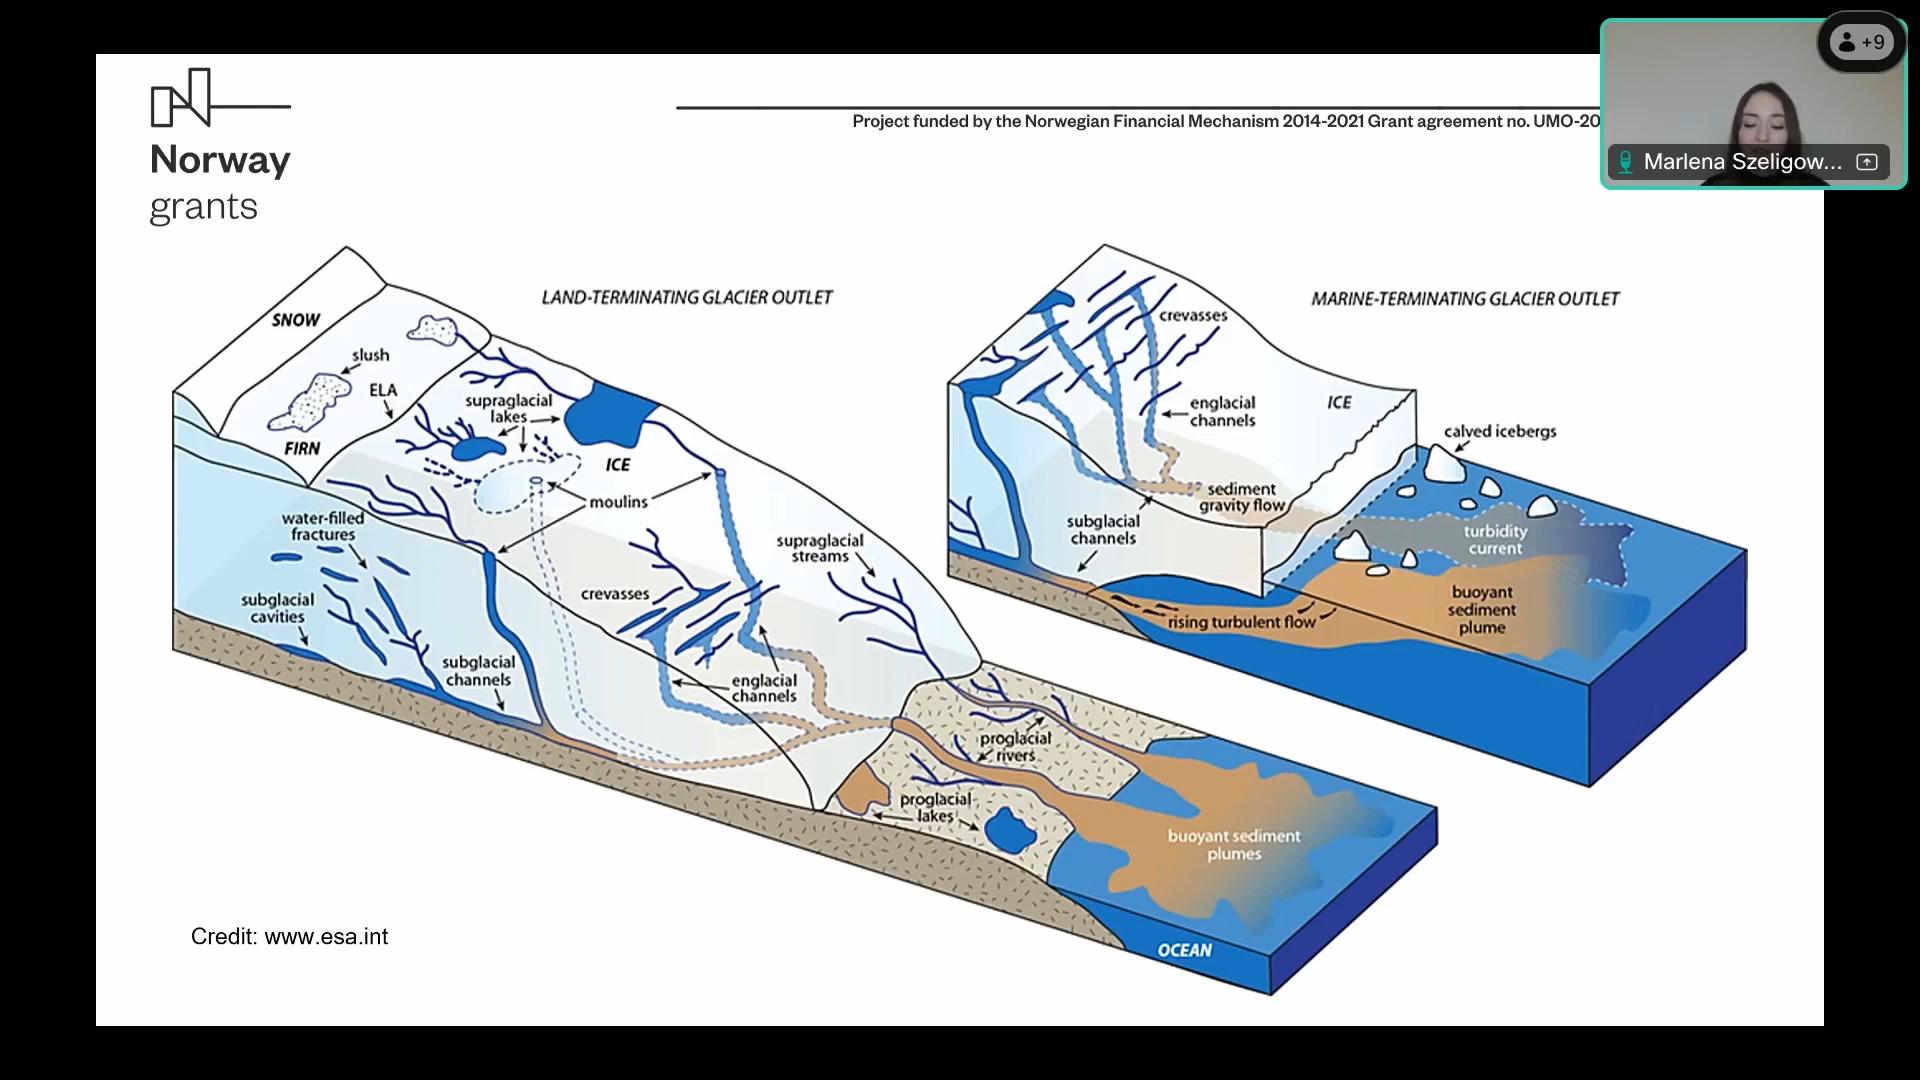 +9
Marlena Szeligow...
Norway
grants
Project funded by the Norwegian Financial Mechanism 2014-2021 Grant agreement no. UMO-20
LAND-TERMINATING GLACIER OUTLET
SNOW
slush
ELA
FIRN
supraglacial
lakes
ICE
moulins
water-filled
fractures
supraglacial
streams
crevasses
subglacial
cavities
subglacial
channels
englacial
channels
proglacial
rivers
proglacial
lakes
buoyant sediment
plumes
OCEAN
MARINE-TERMINATING GLACIER OUTLET
crevasses
englacial
channels
ICE
calved icebergs
sediment
gravity flow
subglacial
channels
turbidity
current
buoyant
sediment
plume
rising turbulent flow
Credit: www.esa.int